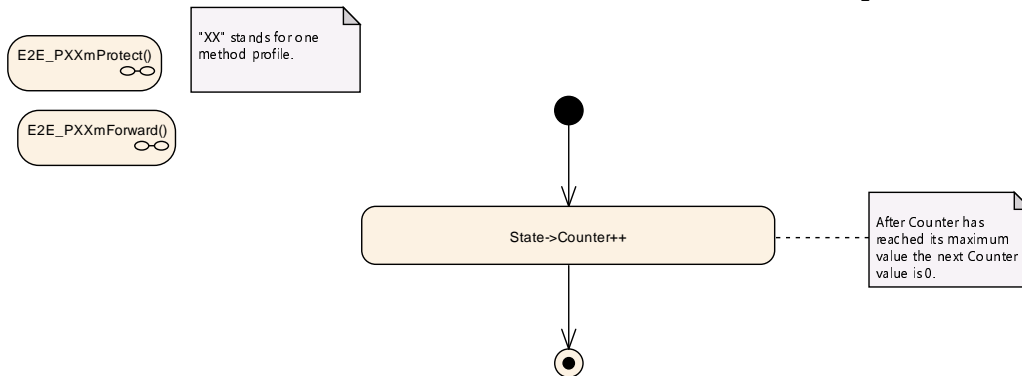 E2E_PXXmProtect()
"XX" stands for one
method profile.
E2E_PXXmForward()
State->Counter++
After Counter has
reached its maximum
value the next Counter
value is 0.